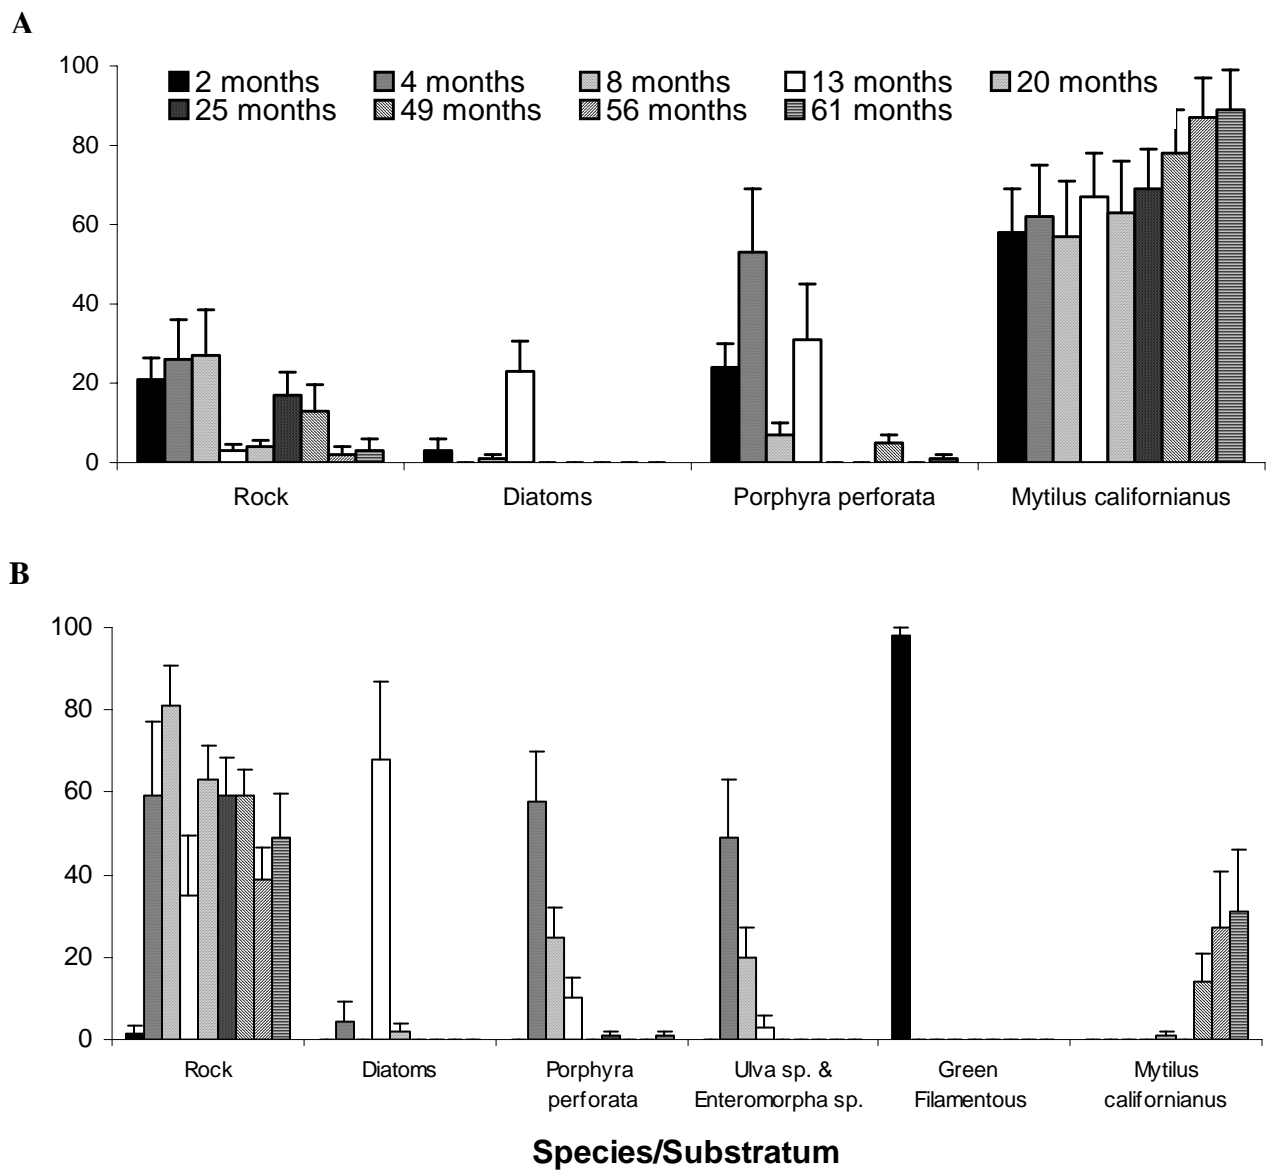 A
100
80
60
40
20
0
2 months 4 months 8 months 13 months 20 months
25 months 49 months 56 months 61 months
Rock Diatoms Porphyra perforata Mytilus californianus
B
100
80
60
40
20
0
Rock Diatoms Porphyra Ulva sp. & Green Mytilus
perforata Enteromorpha sp. Filamentous californianus
Species/Substratum